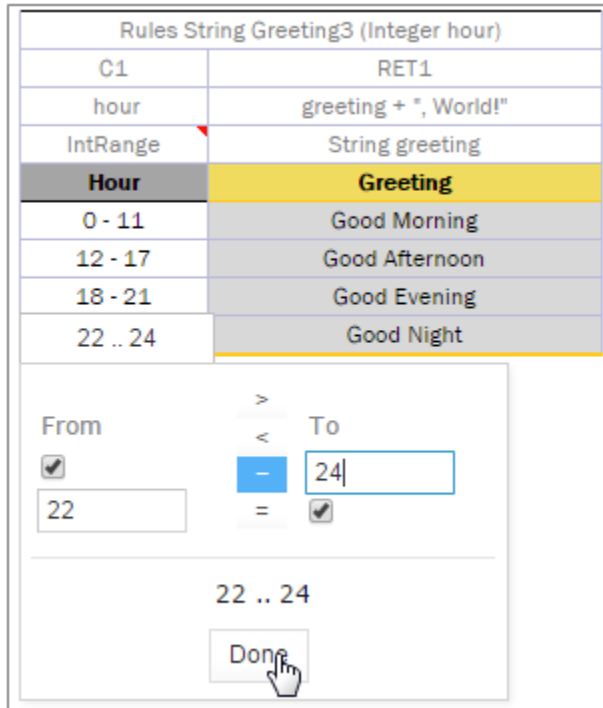 Rules String Greeting3 (Integer hour)
C1 RET1
hour greeting + ", World!"
IntRange String greeting
Hour Greeting
0 - 11 Good Morning
12 - 17 Good Afternoon
18 - 21 Good Evening
22 .. 24 Good Night
>
From < To
– 24
22 =
22 .. 24
Done